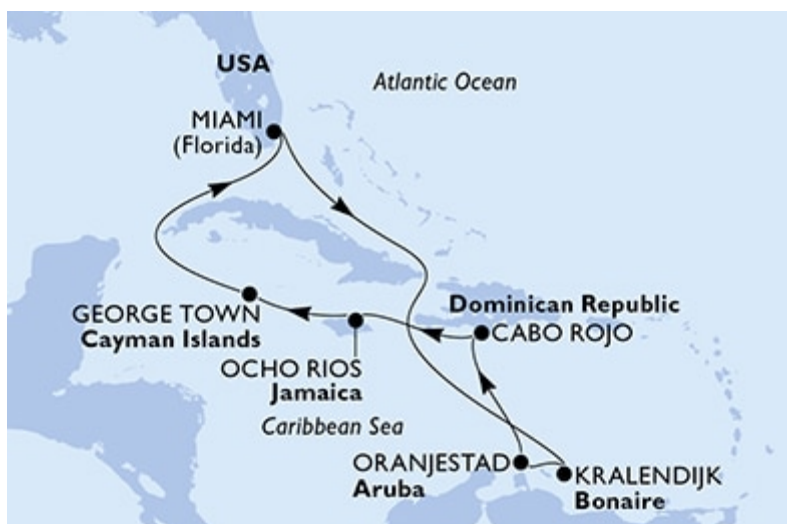 USA
Atlantic Ocean
MIAMI
(Florida)
Dominican Republic
CABO ROJO
GEORGE TOWN
Cayman Islands
OCHO RIOS
Jamaica
Caribbean Sea
ORANJESTAD
Aruba
KRALENDIJK
Bonaire